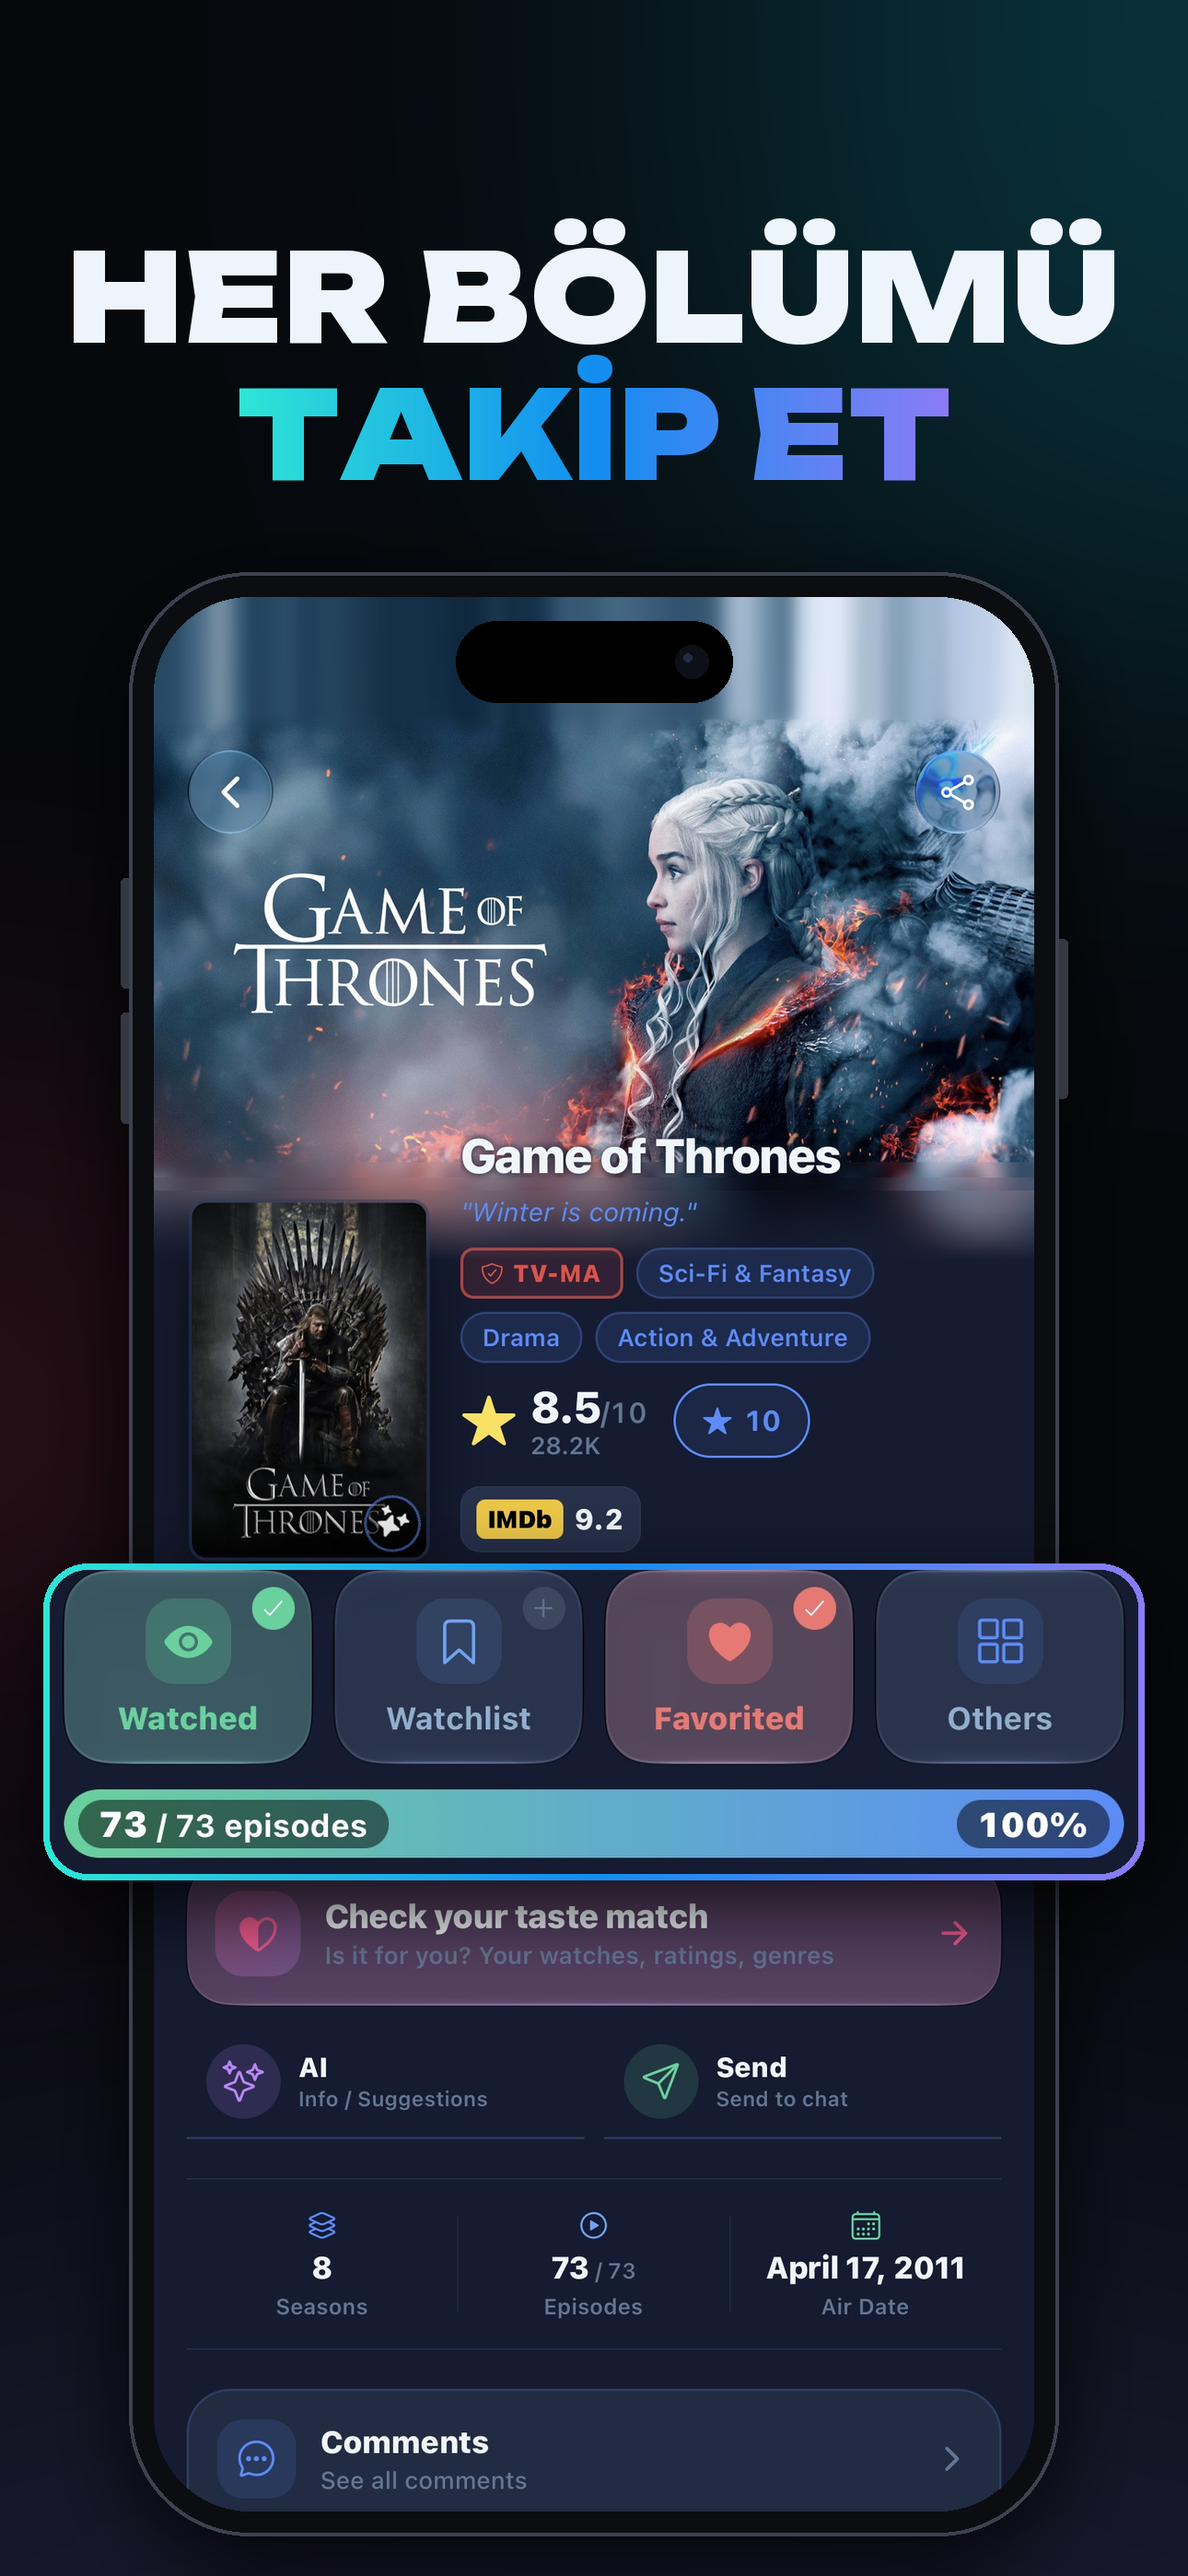 HER BÖLÜMÜ
TAKİP ET
GAME OF
THRONES
Game of Thrones
"Winter is coming."
TV-MA
Sci-Fi & Fantasy
Drama
Action & Adventure
8.5/10
28.2K
10
GAME OF
THRONES
IMDb 9.2
Watched
Watchlist
Favorited
Others
73 / 73 episodes
100%
Check your taste match
Is it for you? Your watches, ratings, genres
AI
Info / Suggestions
Send
Send to chat
8
Seasons
73 / 73
Episodes
April 17, 2011
Air Date
Comments
See all comments